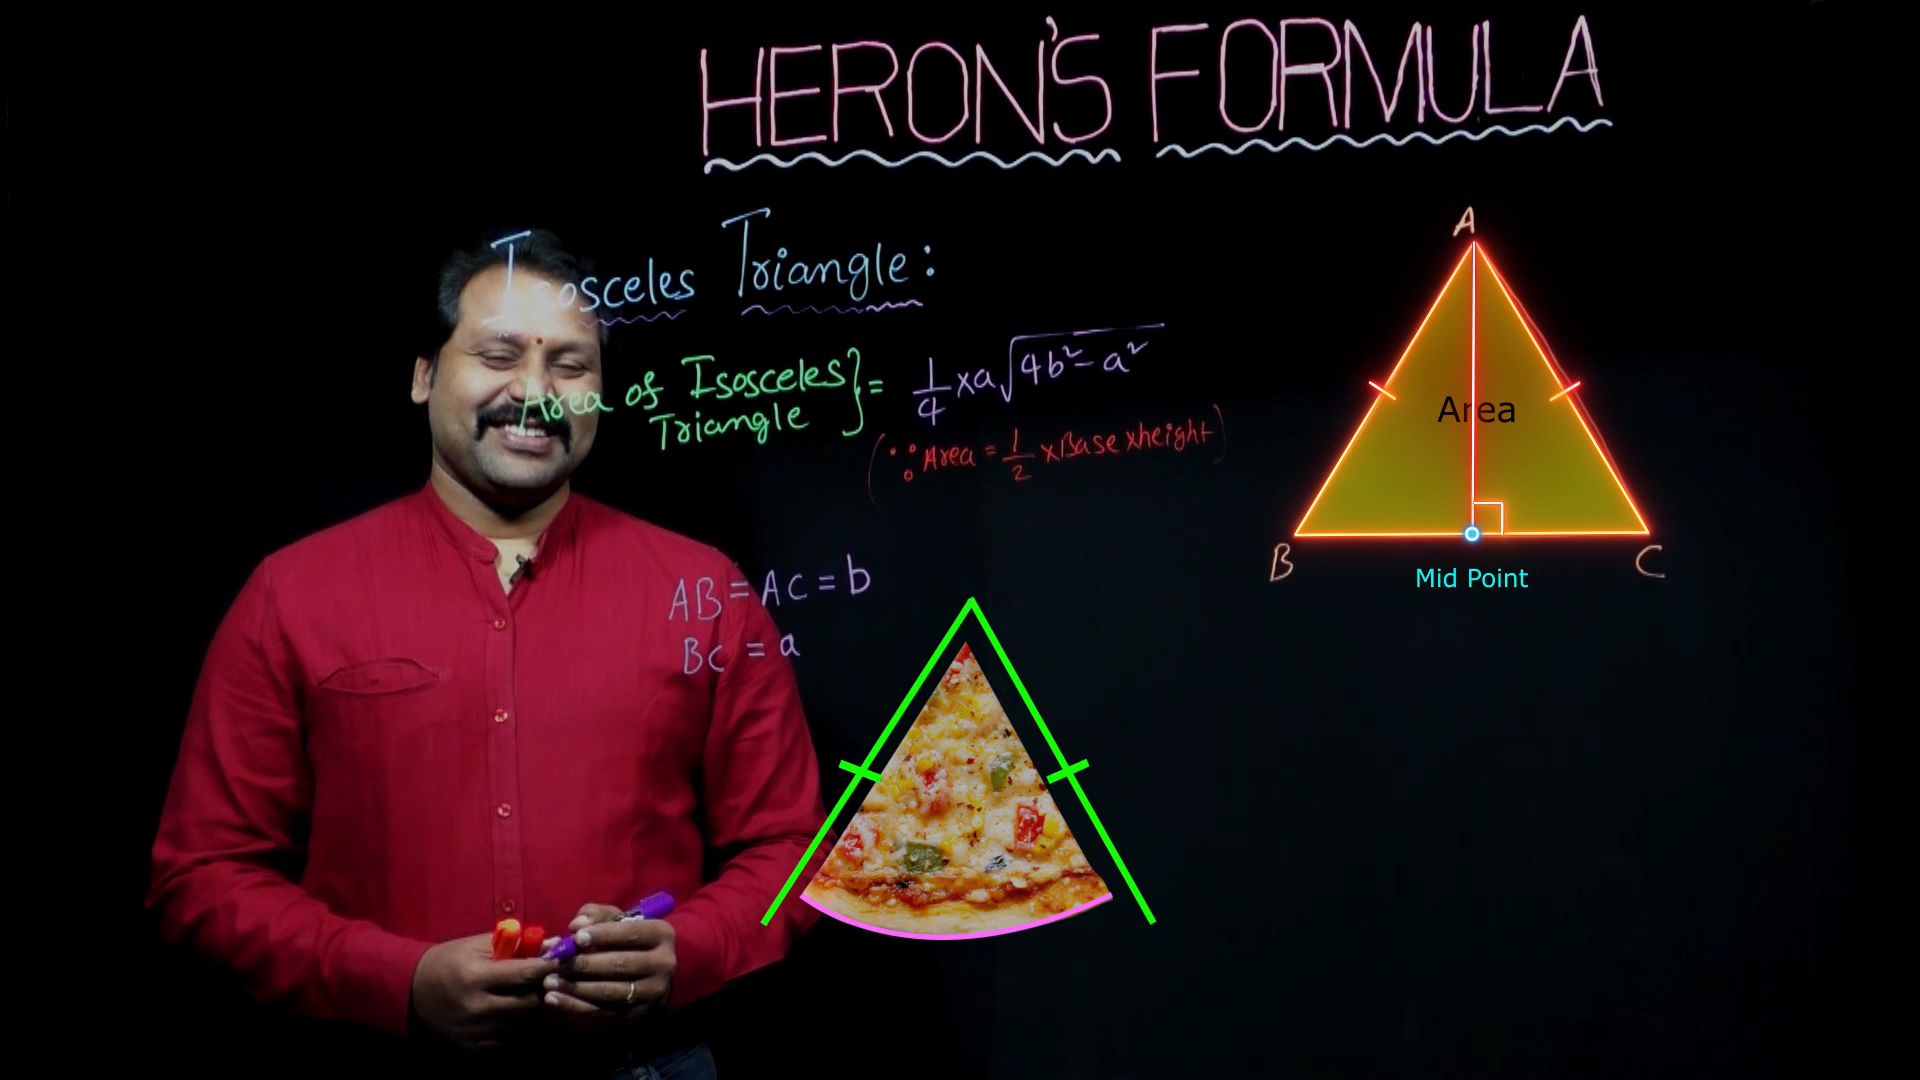 HERON'S FORMULA
Isosceles Triangle:
Area of Isosceles Triangle} = 1/4 × a√4b² - a²
(∵ Area = 1/2 × Base × height)
AB = AC = b
BC = a
A
Area
B
C
Mid Point